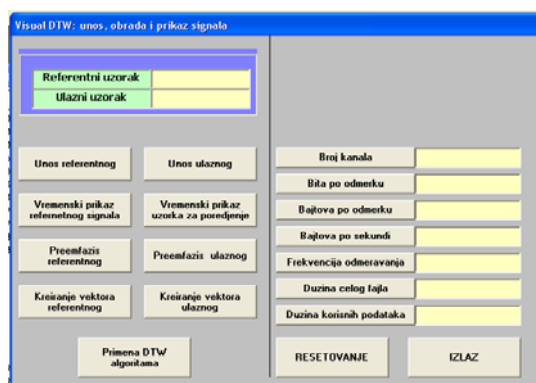 Visual DTW: unos, obrada i prikaz signala
Referentni uzorak
Ulazni uzorak
Unos referentnog
Unos ulaznog
Vremenski prikaz
refernetnog signala
Vremenski prikaz
uzorka za poredjenje
Preemfazis
referentnog
Preemfazis ulaznog
Kreiranje vektora
referentnog
Kreiranje vektora
ulaznog
Primena DTW
algoritama
Broj kanala
Bita po odmerku
Bajtova po odmerku
Bajtova po sekundi
Frekvencija odmeravanja
Duzina celog fajla
Duzina korisnih podataka
RESETOVANJE
IZLAZ